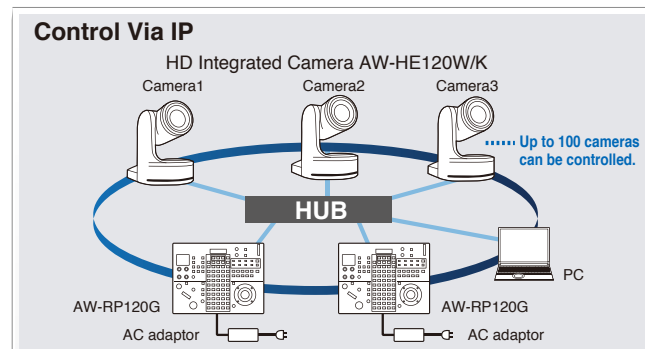 Control Via IP
HD Integrated Camera AW-HE120W/K
Camera1
Camera2
Camera3
Up to 100 cameras
can be controlled.
HUB
PC
AW-RP120G
AW-RP120G
AC adaptor
AC adaptor